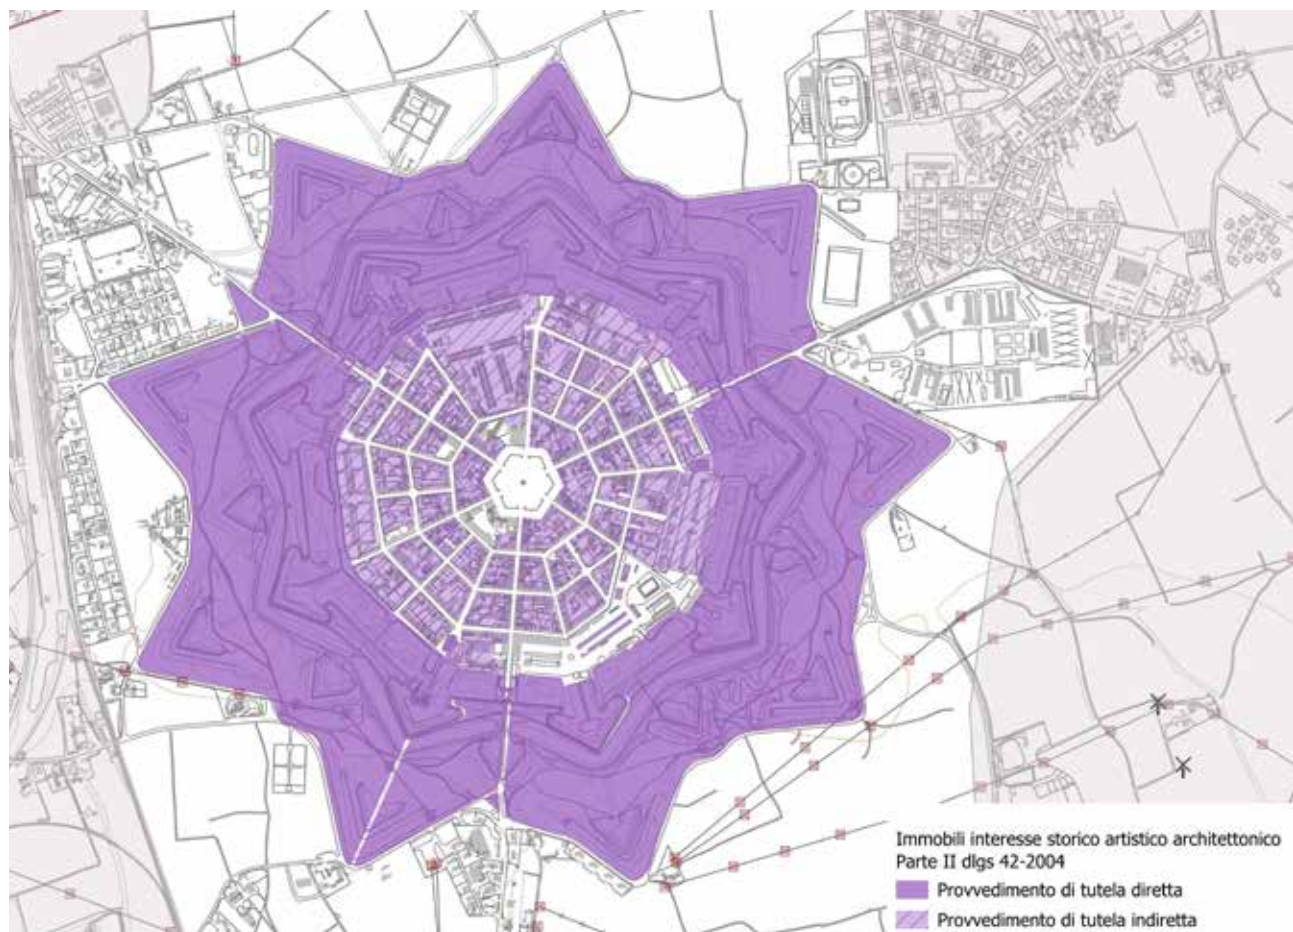 Immobili interesse storico artistico architettonico
Parte II dlgs 42-2004
Provvedimento di tutela diretta
Provvedimento di tutela indiretta